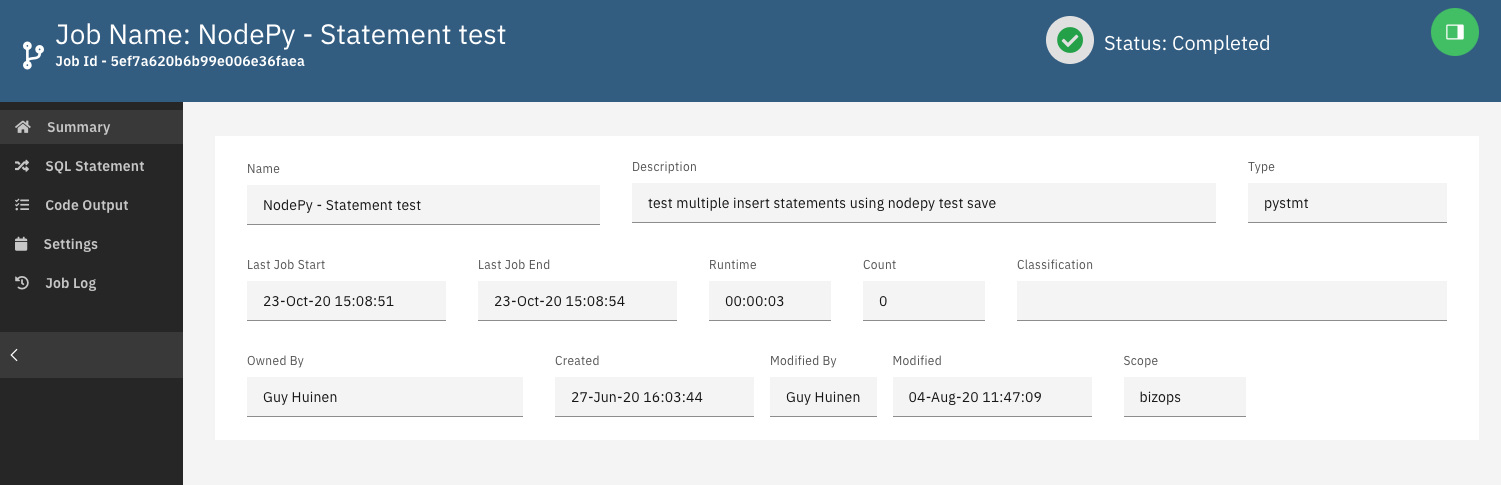 Job Name: NodePy - Statement test
Job Id - 5ef7a620b6b99e006e36faea
Status: Completed
Summary
SQL Statement
Code Output
Settings
Job Log
Name
Description
Type
NodePy - Statement test
test multiple insert statements using nodepy test save
pystmt
Last Job Start
Last Job End
Runtime
Count
Classification
23-Oct-20 15:08:51
23-Oct-20 15:08:54
00:00:03
0
Owned By
Created
Modified By
Modified
Scope
Guy Huinen
27-Jun-20 16:03:44
Guy Huinen
04-Aug-20 11:47:09
bizops